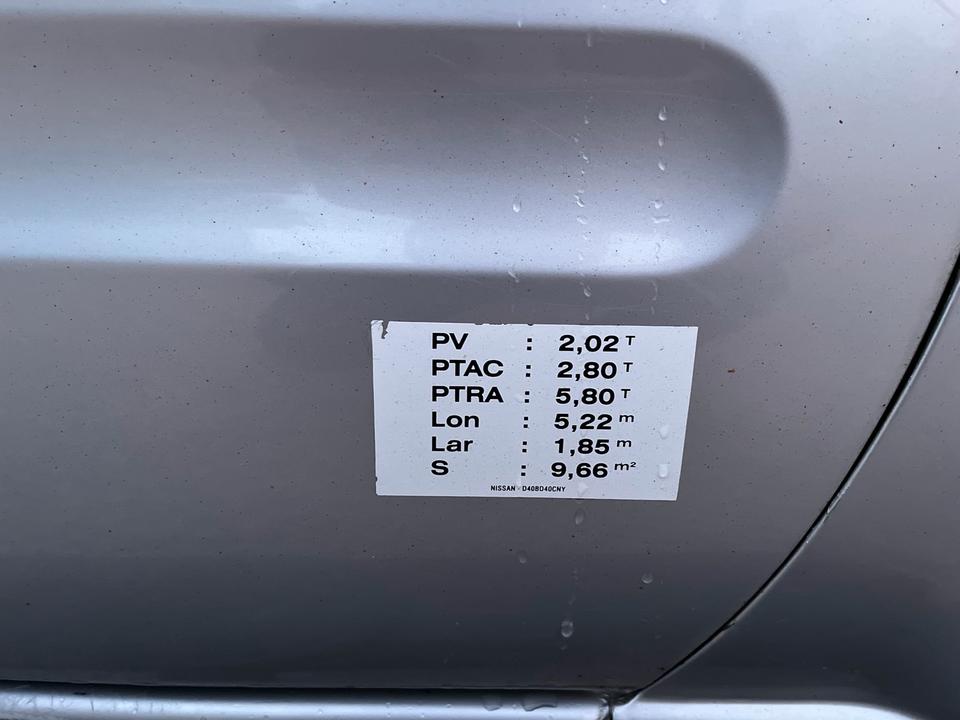 PV : 2,02 T
PTAC : 2,80 T
PTRA : 5,80 T
Lon : 5,22 m
Lar : 1,85 m
S : 9,66 m²
NISSAN - D40BD40CNY